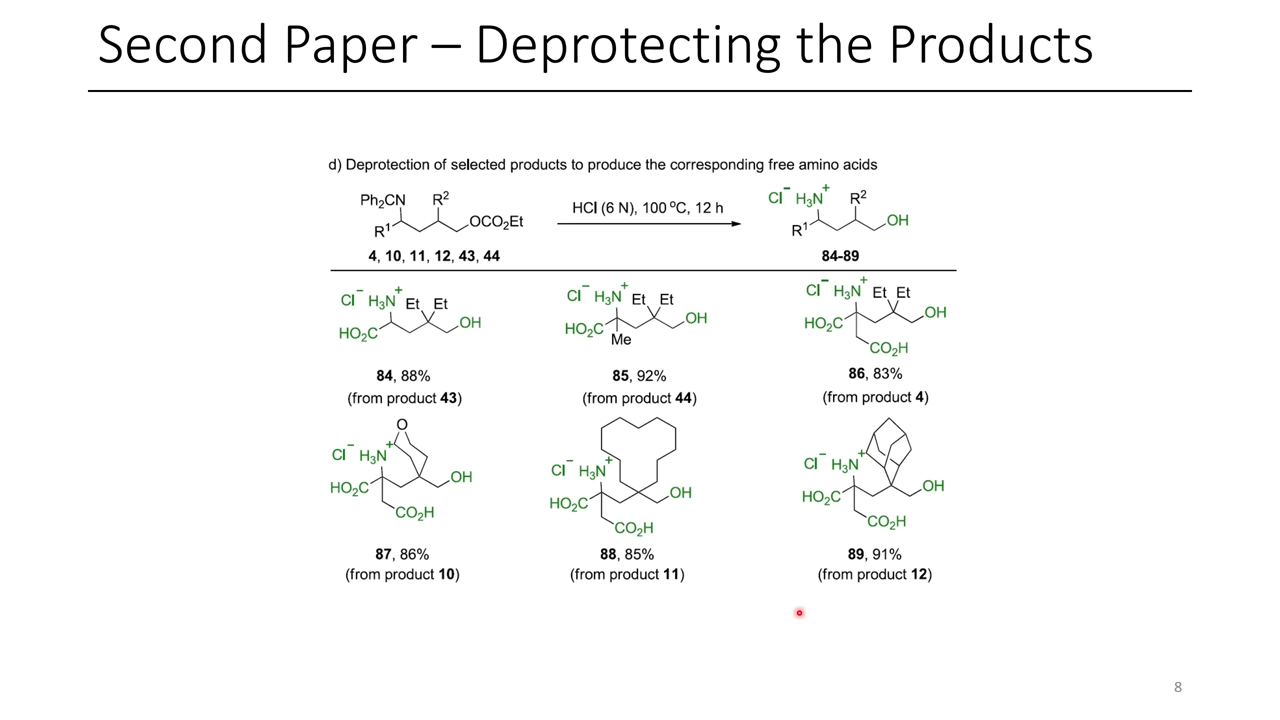 Second Paper – Deprotecting the Products
d) Deprotection of selected products to produce the corresponding free amino acids
Ph₂CN R² OCO₂Et R¹
HCl (6 N), 100 ºC, 12 h
Cl⁻ H₃N⁺ R² OH R¹
4, 10, 11, 12, 43, 44
84-89
Cl⁻ H₃N⁺ Et Et OH HO₂C
Cl⁻ H₃N⁺ Et Et OH HO₂C Me
Cl⁻ H₃N⁺ Et Et OH HO₂C CO₂H
84, 88%
(from product 43)
85, 92%
(from product 44)
86, 83%
(from product 4)
O Cl⁻ H₃N⁺ OH HO₂C CO₂H
Cl⁻ H₃N⁺ OH HO₂C CO₂H
Cl⁻ H₃N⁺ OH HO₂C CO₂H
87, 86%
(from product 10)
88, 85%
(from product 11)
89, 91%
(from product 12)
8